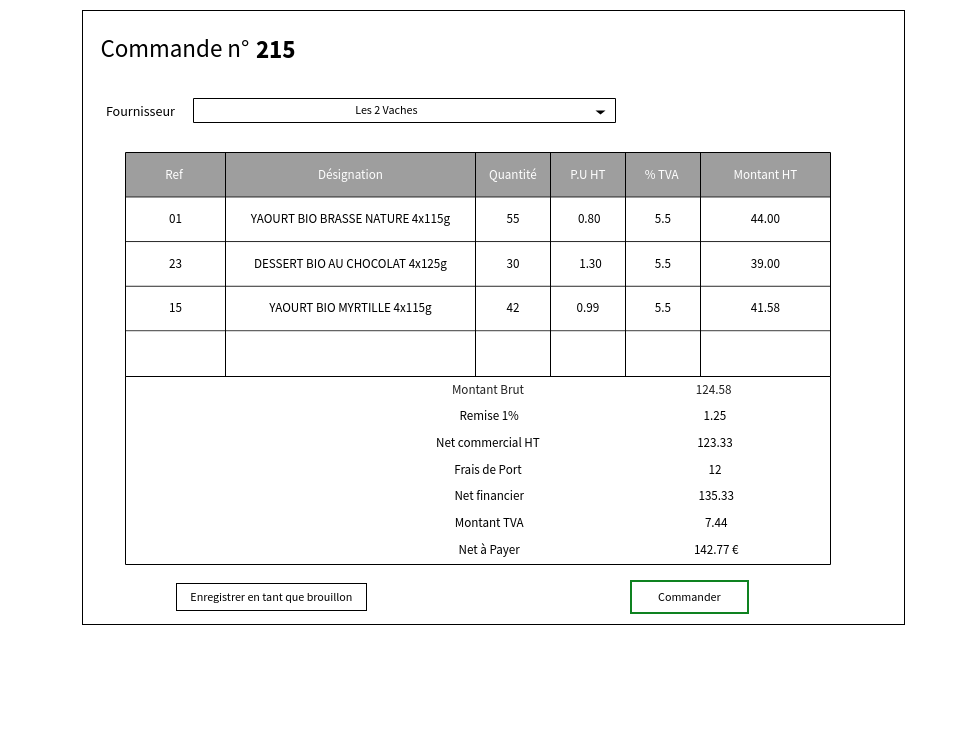 Commande n° 215
Fournisseur Les 2 Vaches
Ref Désignation Quantité P.U HT % TVA Montant HT
01 YAOURT BIO BRASSE NATURE 4x115g 55 0.80 5.5 44.00
23 DESSERT BIO AU CHOCOLAT 4x125g 30 1.30 5.5 39.00
15 YAOURT BIO MYRTILLE 4x115g 42 0.99 5.5 41.58
Montant Brut 124.58
Remise 1% 1.25
Net commercial HT 123.33
Frais de Port 12
Net financier 135.33
Montant TVA 7.44
Net à Payer 142.77 €
Enregistrer en tant que brouillon Commander